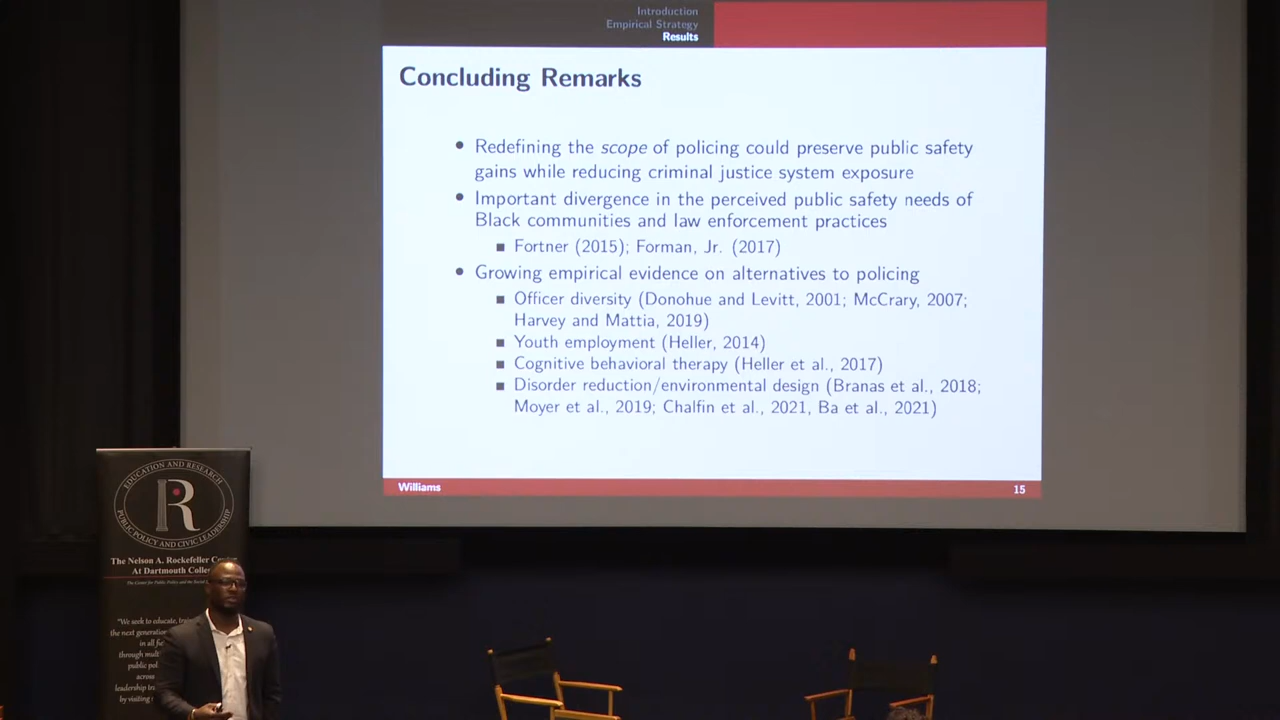 Introduction
Empirical Strategy
Results
Concluding Remarks
• Redefining the scope of policing could preserve public safety
gains while reducing criminal justice system exposure
• Important divergence in the perceived public safety needs of
Black communities and law enforcement practices
■ Fortner (2015); Forman, Jr. (2017)
• Growing empirical evidence on alternatives to policing
■ Officer diversity (Donohue and Levitt, 2001; McCrary, 2007;
Harvey and Mattia, 2019)
■ Youth employment (Heller, 2014)
■ Cognitive behavioral therapy (Heller et al., 2017)
■ Disorder reduction/environmental design (Branas et al., 2018;
Moyer et al., 2019; Chalfin et al., 2021, Ba et al., 2021)
Williams
15
EDUCATION AND RESEARCH
R
PUBLIC POLICY AND CIVIC LEADERSHIP
The Nelson A. Rockefeller
At Dartmouth
"We seek to educate,
the next generation
in all
through
public
across
leadership
by visiting